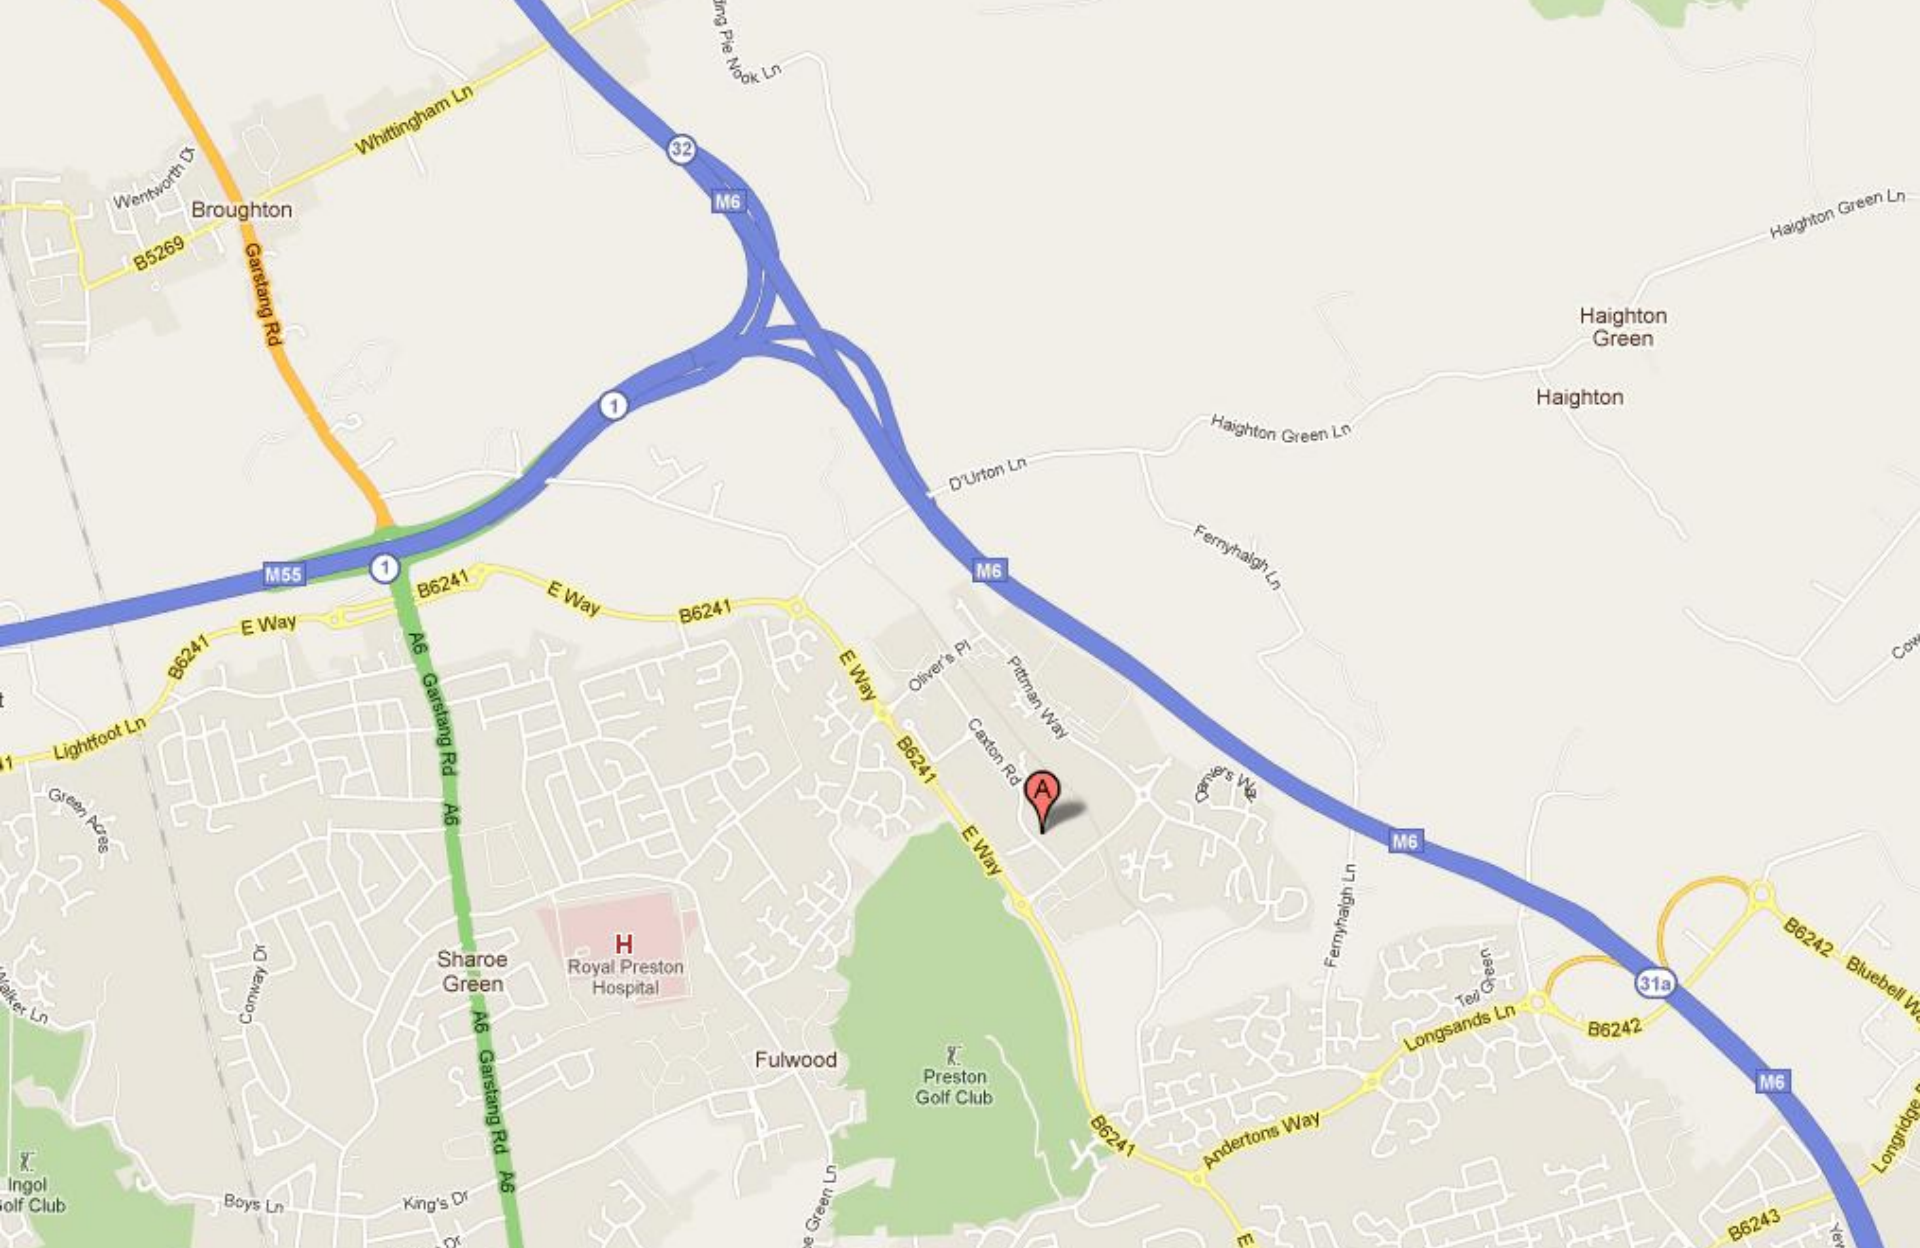 Pie Nook Ln
Whittingham Ln
32
M6
Wentworth Dr
Broughton
B5269
Garstang Rd
Haighton Green Ln
Haighton
Green
Haighton
1
Haighton Green Ln
D'Urton Ln
Fernyhalgh Ln
M55
1
B6241
E Way
B6241
E Way
B6241
M6
A6
Garstang Rd
A6
Lightfoot Ln
E Way
Oliver's Pl
Pittman Way
Caxton Rd
B6241
E Way
A
Green Acres
M6
Fernyhalgh Ln
B6242
Bluebell
31a
B6242
Longsands Ln
Conway Dr
Walker Ln
Sharoe
Green
H
Royal Preston
Hospital
A6
Garstang Rd
A6
Fulwood
Preston
Golf Club
M6
B6241
Andertons Way
Ingol
Golf Club
Boys Ln
King's Dr
Dr
Green Ln
B6243
Longridge